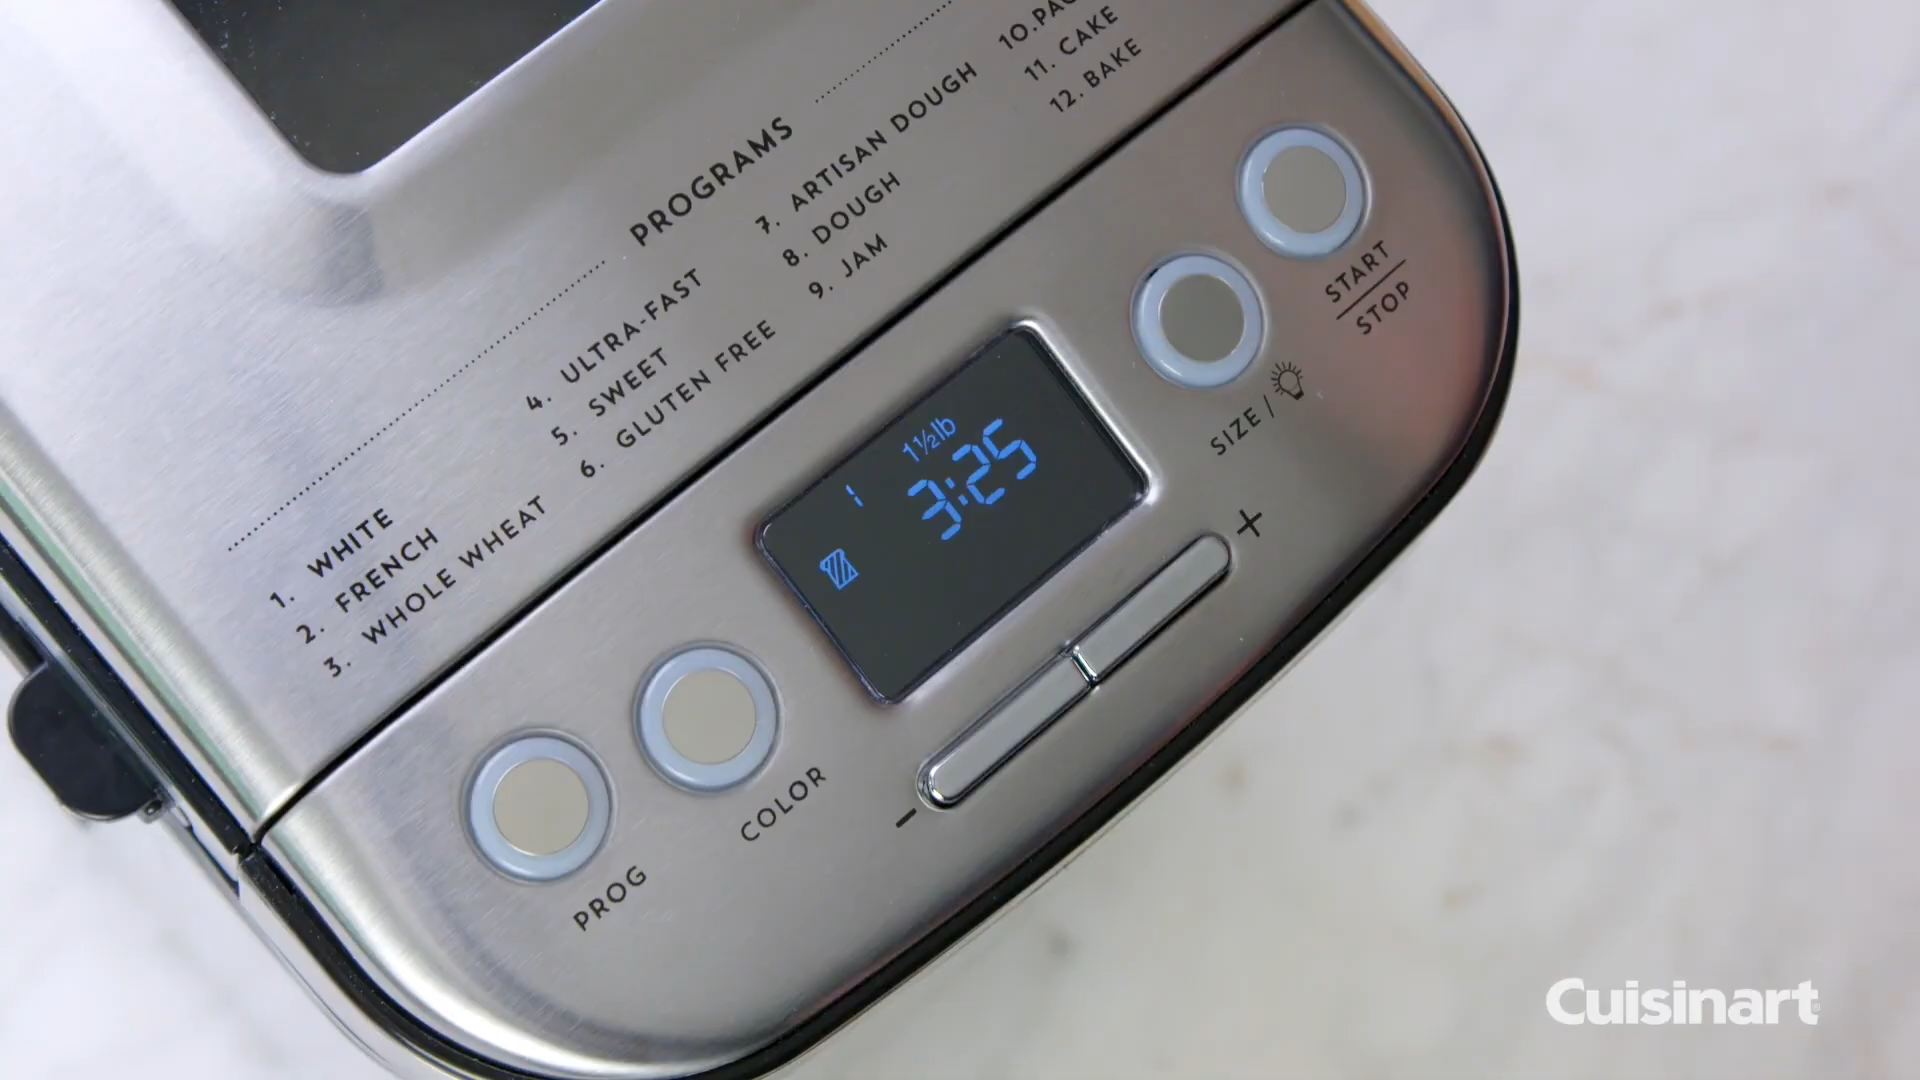 PROGRAMS
1. WHITE
2. FRENCH
3. WHOLE WHEAT
4. ULTRA-FAST
5. SWEET
6. GLUTEN FREE
7. ARTISAN DOUGH
8. DOUGH
9. JAM
10.
11. CAKE
12. BAKE
1½lb
1
3:25
PROG
COLOR
- +
SIZE /
START
STOP
Cuisinart